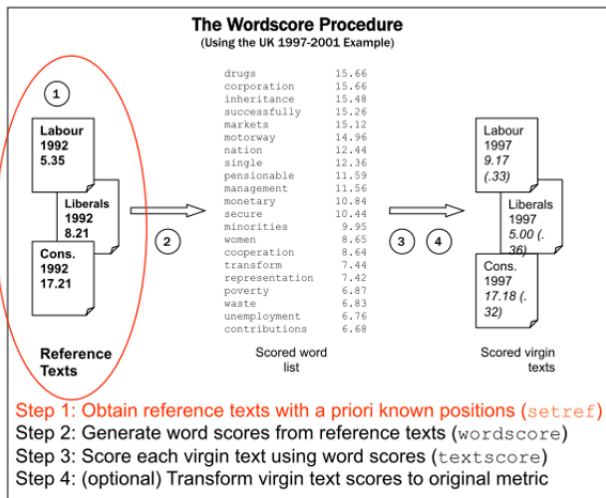 The Wordscore Procedure
(Using the UK 1997-2001 Example)
1
Labour
1992
5.35
Liberals
1992
8.21
Cons.
1992
17.21
Reference
Texts
2
drugs 15.66
corporation 15.66
inheritance 15.48
successfully 15.26
markets 15.12
motorway 14.96
nation 12.44
single 12.36
pensionable 11.59
management 11.56
monetary 10.84
secure 10.44
minorities 9.95
women 8.65
cooperation 8.64
transform 7.44
representation 7.42
poverty 6.87
waste 6.83
unemployment 6.76
contributions 6.68
Scored word
list
3 4
Labour
1997
9.17
(.33)
Liberals
1997
5.00 (.
36)
Cons.
1997
17.18 (.
32)
Scored virgin
texts
Step 1: Obtain reference texts with a priori known positions (setref)
Step 2: Generate word scores from reference texts (wordscore)
Step 3: Score each virgin text using word scores (textscore)
Step 4: (optional) Transform virgin text scores to original metric